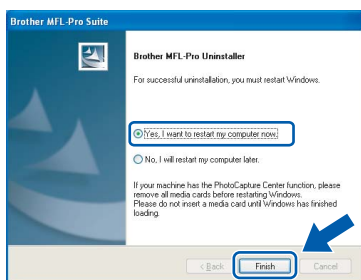 Brother MFL-Pro Suite
Brother MFL-Pro Uninstaller
For successful uninstallation, you must restart Windows.
Yes, I want to restart my computer now.
No, I will restart my computer later.
If your machine has the PhotoCapture Center function, please
remove all media cards before restarting Windows.
Please do not insert a media card until Windows has finished
loading.
< Back Finish Cancel